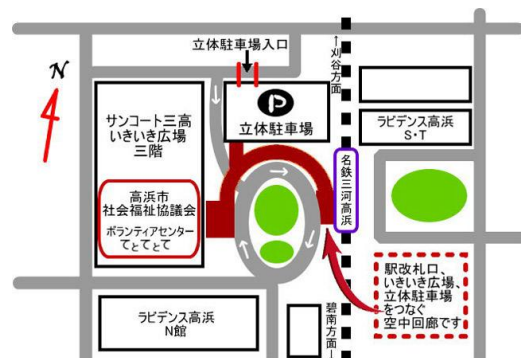 立体駐車場入口
↑刈谷方面
N
サンコート三高
いきいき広場
三階
P
立体駐車場
ラビデンス高浜
S・T
名鉄三河高浜
高浜市
社会福祉協議会
ボランティアセンター
てとてとて
駅改札口、
いきいき広場、
立体駐車場
をつなぐ
空中回廊です
ラビデンス高浜
N館
碧南方面↓